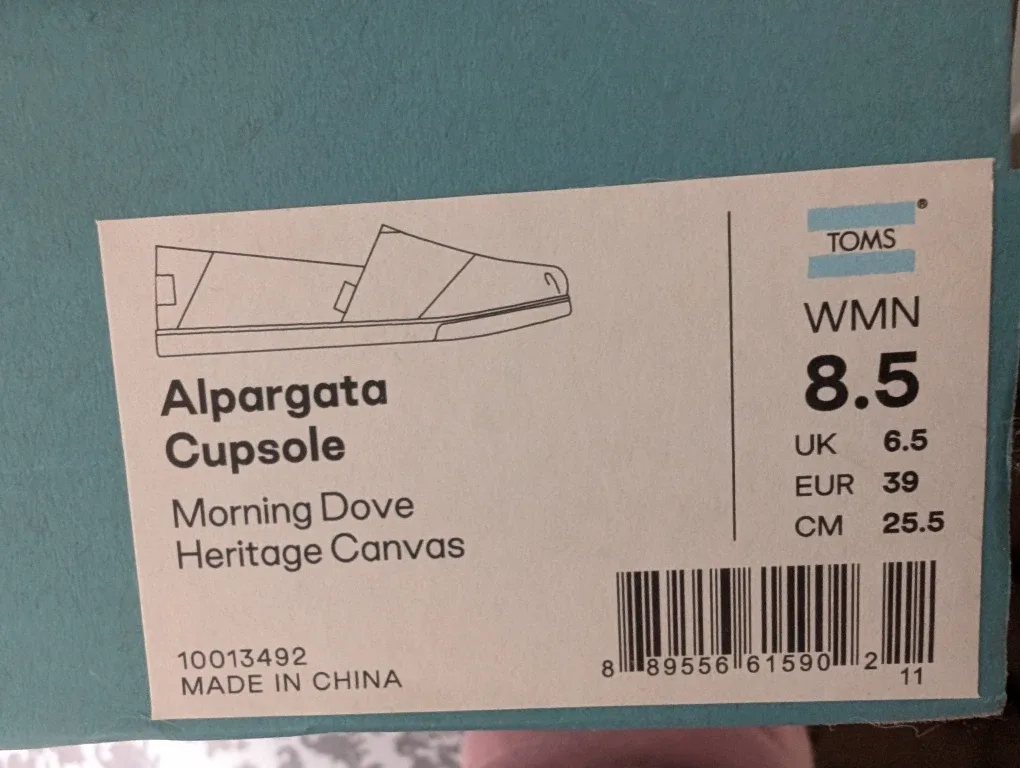 Alpargata
Cupsole
Morning Dove
Heritage Canvas
10013492
MADE IN CHINA
TOMS®
WMN
8.5
UK 6.5
EUR 39
CM 25.5
8 89556 61590 2
11